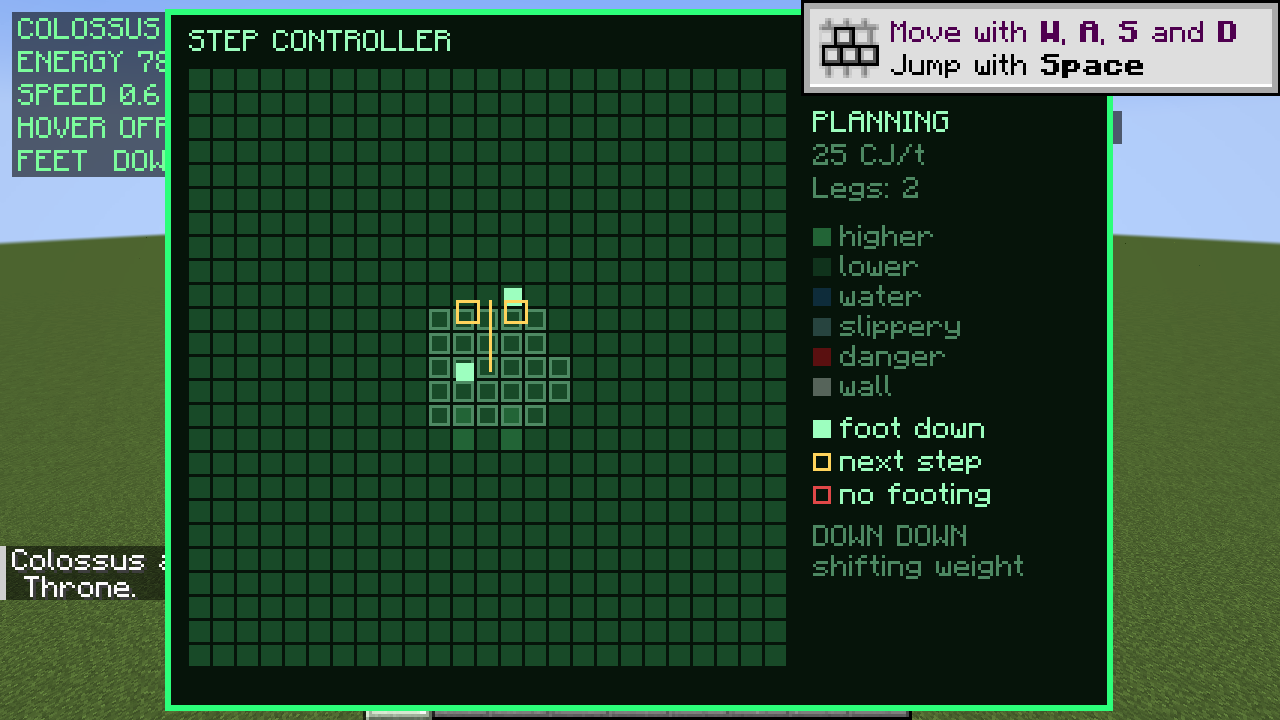 COLOSSUS
ENERGY 78
SPEED 0.6
HOVER OFF
FEET DOW
STEP CONTROLLER
Move with W, A, S and D
Jump with Space
PLANNING
25 CJ/t
Legs: 2
higher
lower
water
slippery
danger
wall
foot down
next step
no footing
DOWN DOWN
shifting weight
Colossus
Throne.